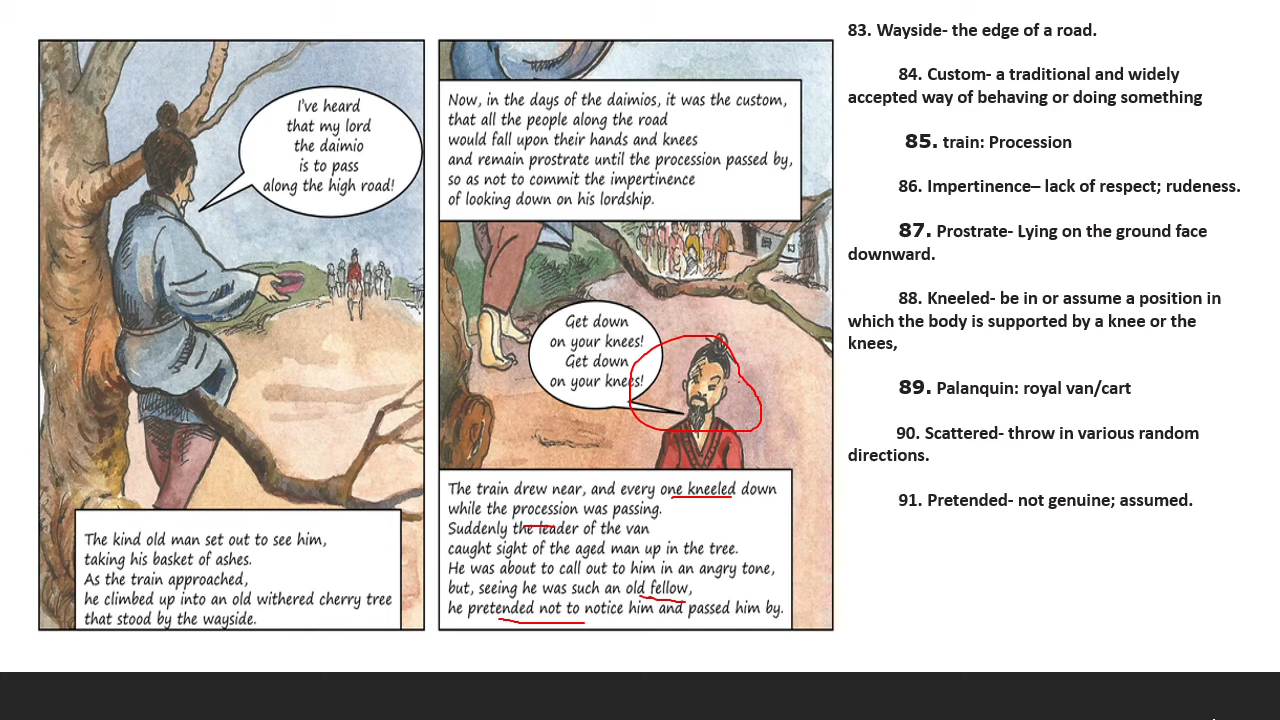 I've heard
that my lord
the daimio
is to pass
along the high road!
The kind old man set out to see him,
taking his basket of ashes.
As the train approached,
he climbed up into an old withered cherry tree
that stood by the wayside.
Now, in the days of the daimios, it was the custom,
that all the people along the road
would fall upon their hands and knees
and remain prostrate until the procession passed by,
so as not to commit the impertinence
of looking down on his lordship.
Get down
on your knees!
Get down
on your knees!
The train drew near, and every one kneeled down
while the procession was passing.
Suddenly the leader of the van
caught sight of the aged man up in the tree.
He was about to call out to him in an angry tone,
but, seeing he was such an old fellow,
he pretended not to notice him and passed him by.
83. Wayside- the edge of a road.
84. Custom- a traditional and widely
accepted way of behaving or doing something
85. train: Procession
86. Impertinence– lack of respect; rudeness.
87. Prostrate- Lying on the ground face
downward.
88. Kneeled- be in or assume a position in
which the body is supported by a knee or the
knees,
89. Palanquin: royal van/cart
90. Scattered- throw in various random
directions.
91. Pretended- not genuine; assumed.